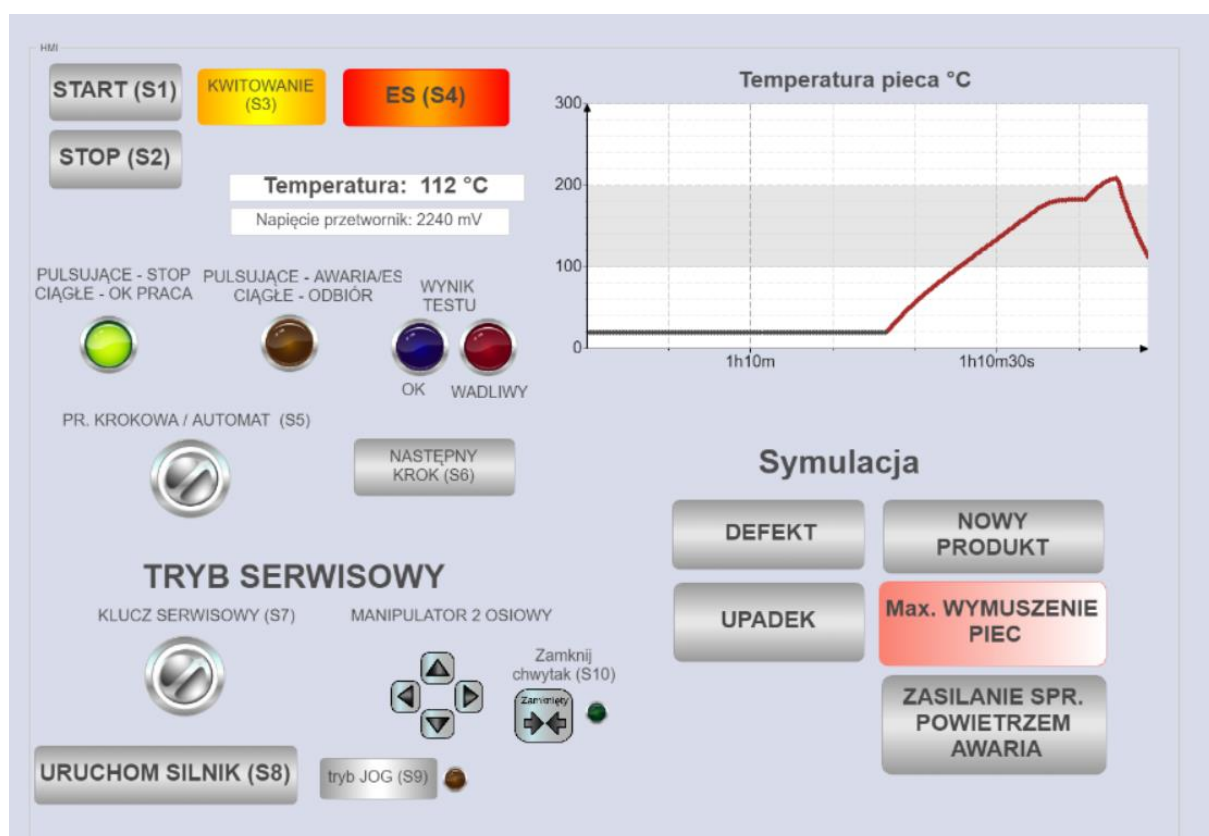 HMI
START (S1)
KWITOWANIE
(S3)
ES (S4)
STOP (S2)
Temperatura: 112 °C
Napięcie przetwornik: 2240 mV
Temperatura pieca °C
300
200
100
0
1h10m
1h10m30s
PULSUJĄCE - STOP
CIĄGŁE - OK PRACA
PULSUJĄCE - AWARIA/ES
CIĄGŁE - ODBIÓR
WYNIK
TESTU
OK
WADLIWY
PR. KROKOWA / AUTOMAT (S5)
NASTĘPNY
KROK (S6)
Symulacja
DEFEKT
NOWY
PRODUKT
UPADEK
Max. WYMUSZENIE
PIEC
ZASILANIE SPR.
POWIETRZEM
AWARIA
TRYB SERWISOWY
KLUCZ SERWISOWY (S7)
MANIPULATOR 2 OSIOWY
Zamknij
chwytak (S10)
Zamknięty
URUCHOM SILNIK (S8)
tryb JOG (S9)